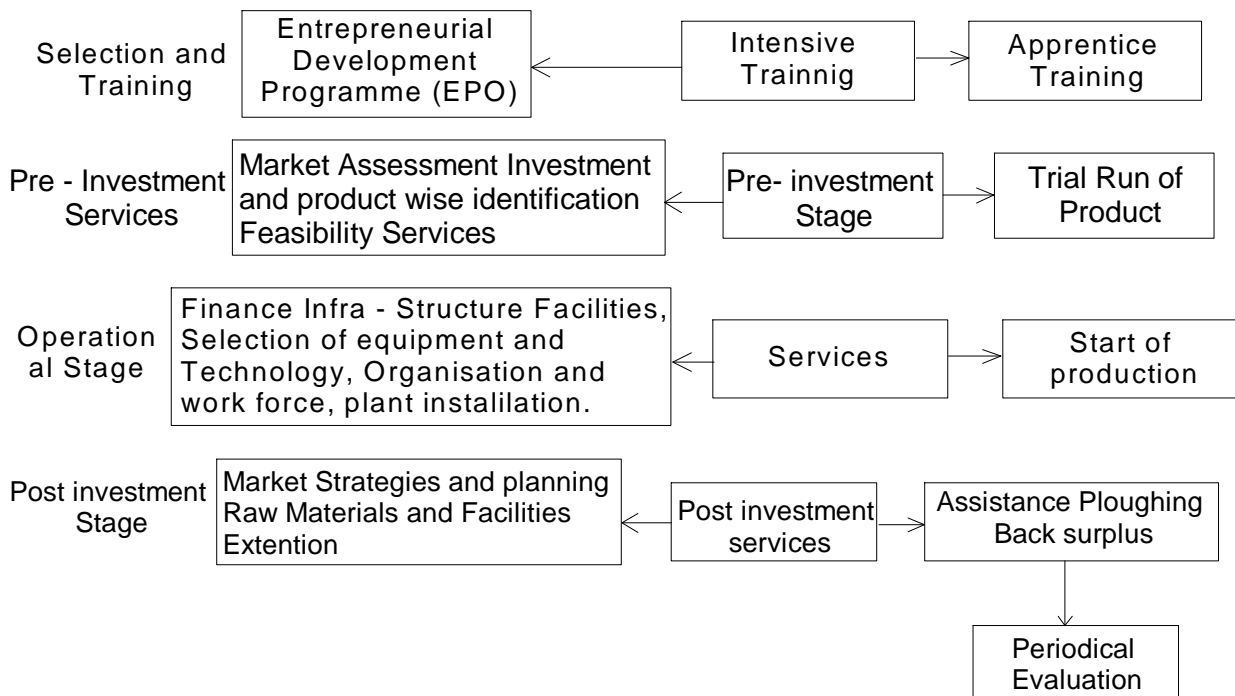 Selection and
Training
Entrepreneurial
Development
Programme (EPO)
Intensive
Trainnig
Apprentice
Training
Pre - Investment
Services
Market Assessment Investment
and product wise identification
Feasibility Services
Pre- investment
Stage
Trial Run of
Product
Operation
al Stage
Finance Infra - Structure Facilities,
Selection of equipment and
Technology, Organisation and
work force, plant instalilation.
Services
Start of
production
Post investment
Stage
Market Strategies and planning
Raw Materials and Facilities
Extention
Post investment
services
Assistance Ploughing
Back surplus
Periodical
Evaluation